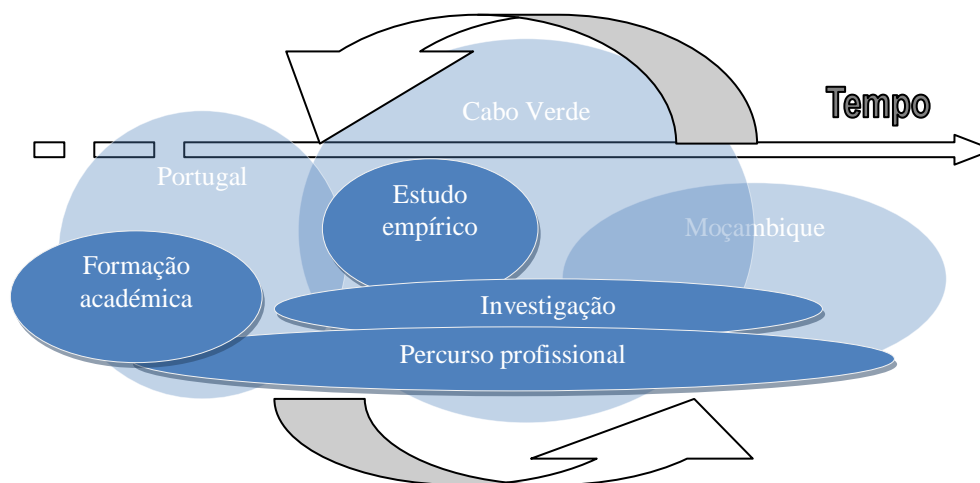 Cabo Verde
Tempo
Portugal
Estudo
empírico
Moçambique
Formação
académica
Investigação
Percurso profissional